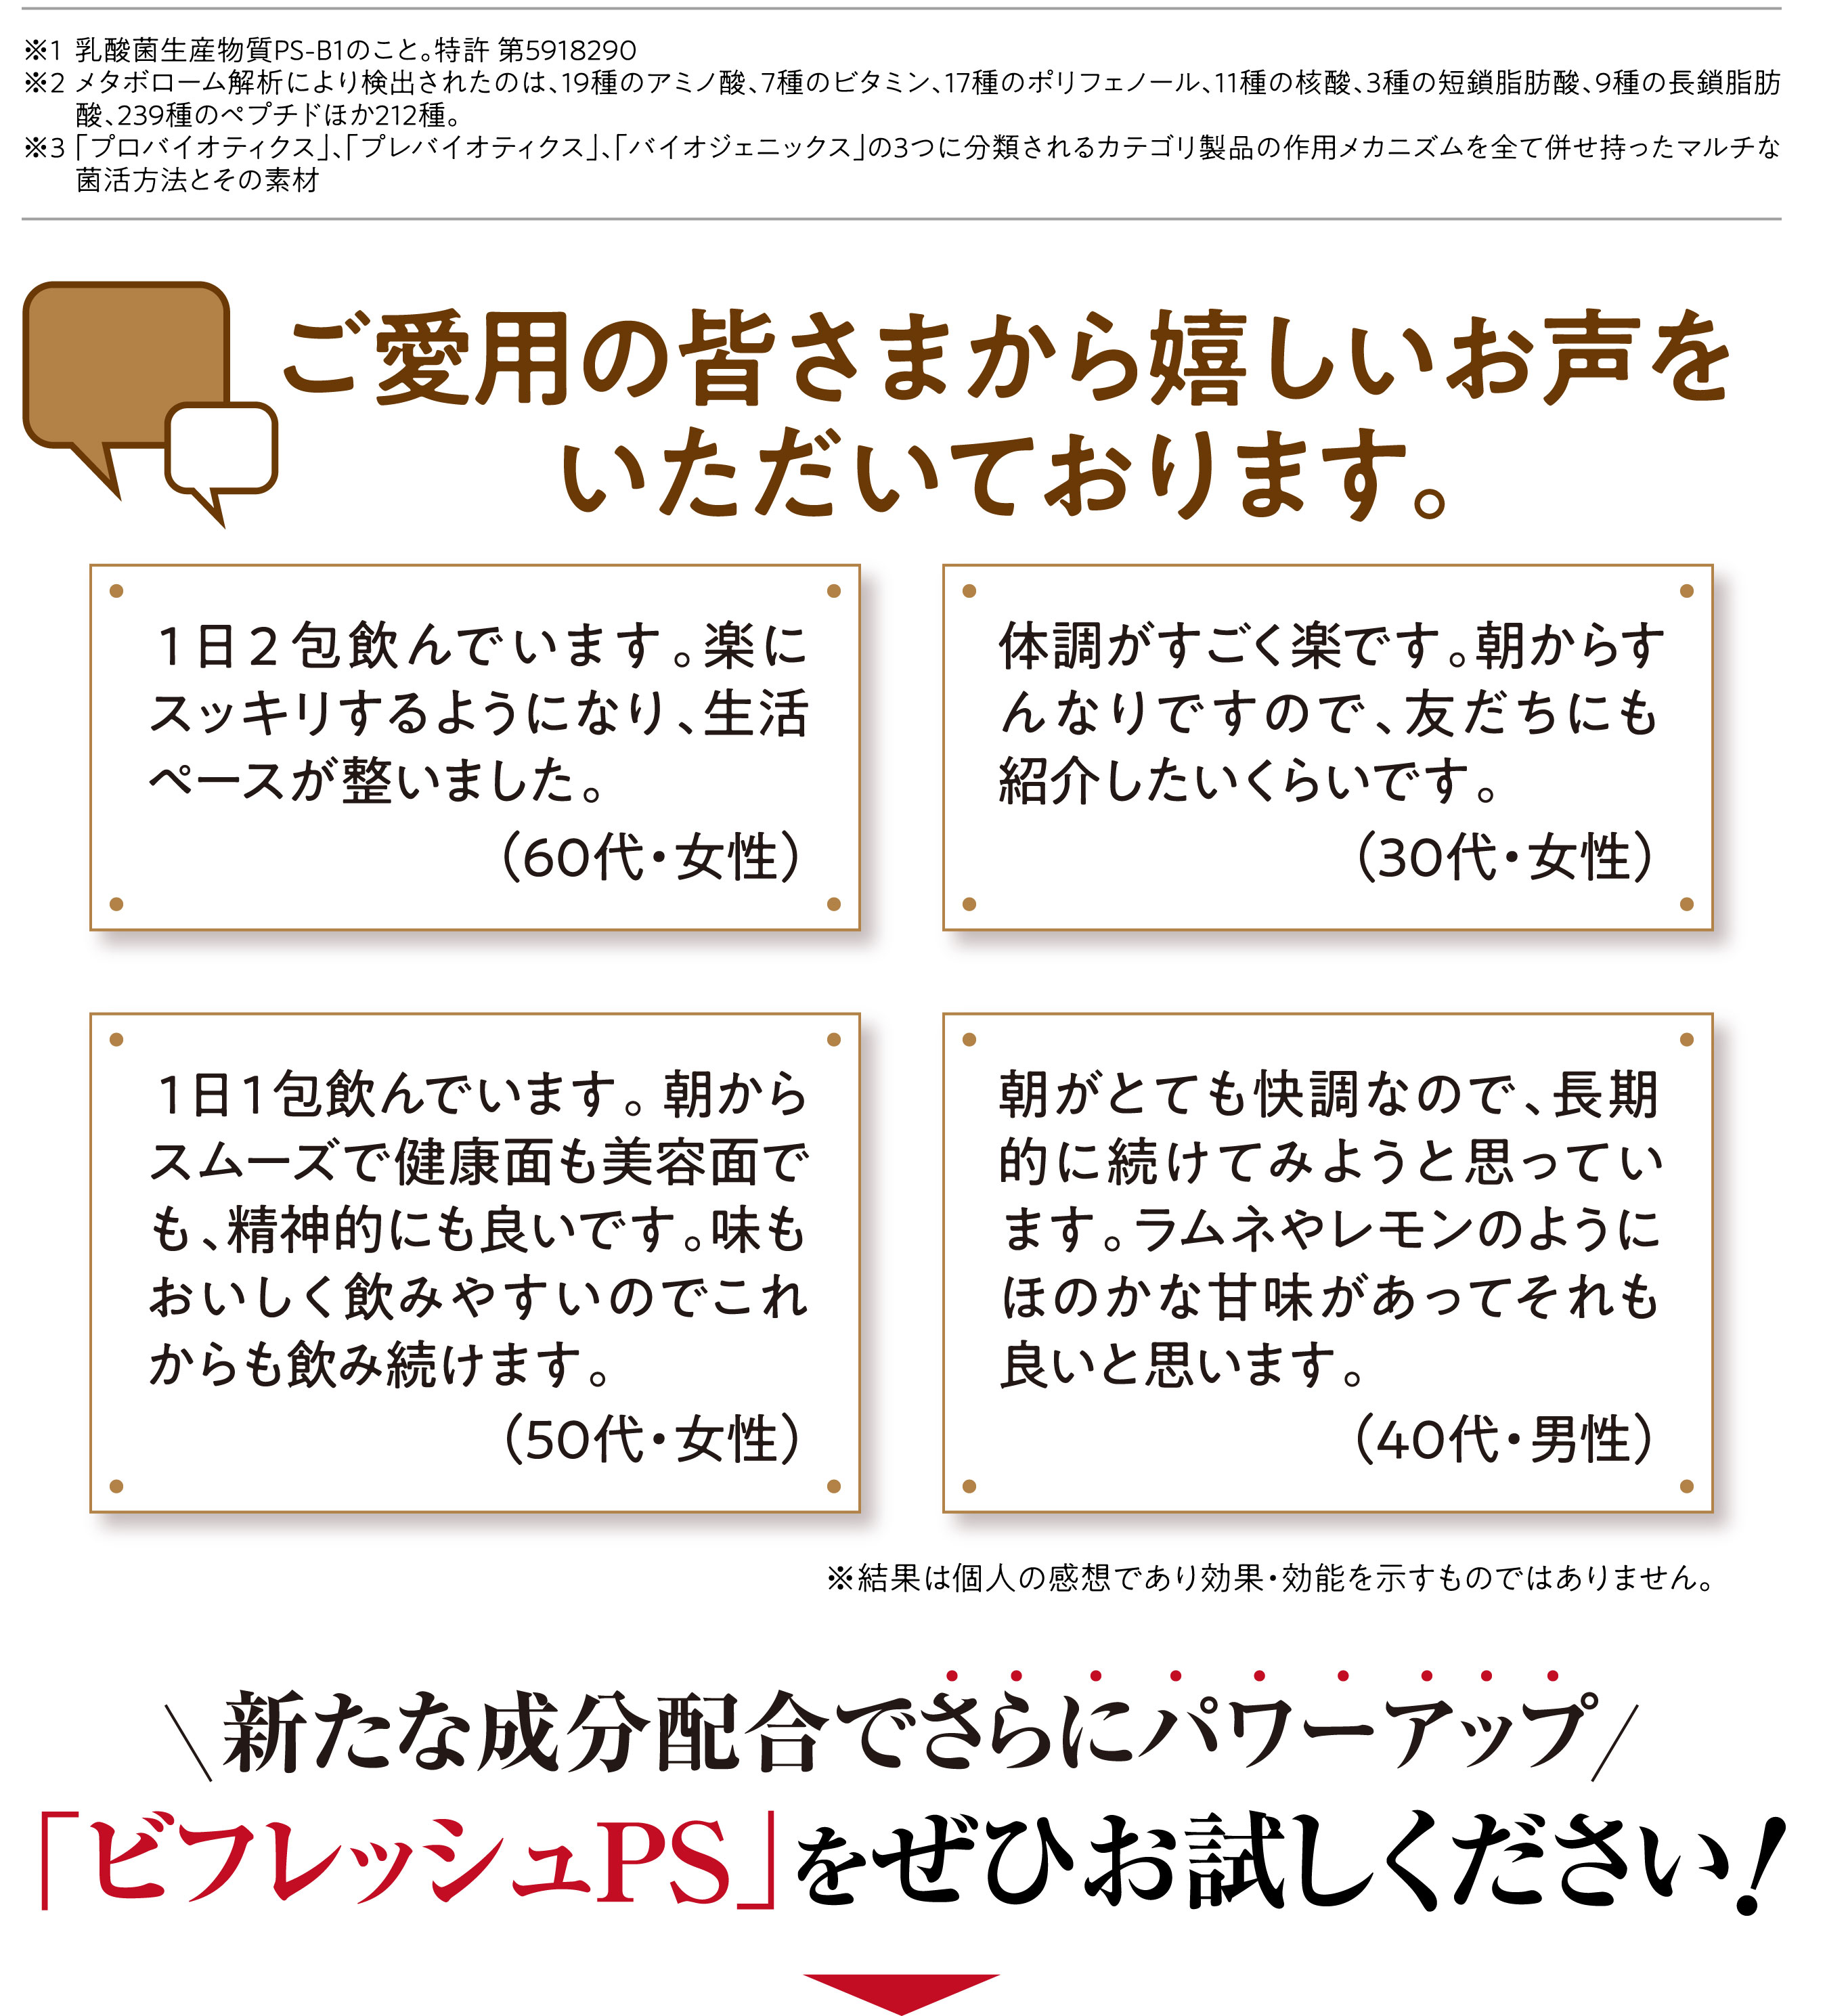 ※1 乳酸菌生産物質PS-B1のこと。特許 第5918290
※2 メタボローム解析により検出されたのは、19種のアミノ酸、7種のビタミン、17種のポリフェノール、11種の核酸、3種の短鎖脂肪酸、9種の長鎖脂肪
酸、239種のペプチドほか212種。
※3 「プロバイオティクス」、「プレバイオティクス」、「バイオジェニックス」の3つに分類されるカテゴリ製品の作用メカニズムを全て併せ持ったマルチな
菌活方法とその素材
ご愛用の皆さまから嬉しいお声を
いただいております。
1日2包飲んでいます。楽に
スッキリするようになり、生活
ペースが整いました。
（60代・女性）
体調がすごく楽です。朝からす
んなりですので、友だちにも
紹介したいくらいです。
（30代・女性）
1日1包飲んでいます。朝から
スムーズで健康面も美容面で
も、精神的にも良いです。味も
おいしく飲みやすいのでこれ
からも飲み続けます。
（50代・女性）
朝がとても快調なので、長期
的に続けてみようと思ってい
ます。ラムネやレモンのように
ほのかな甘味があってそれも
良いと思います。
（40代・男性）
※結果は個人の感想であり効果・効能を示すものではありません。
新たな成分配合でさらにパワーアップ
「ビフレッシュPS」をぜひお試しください！